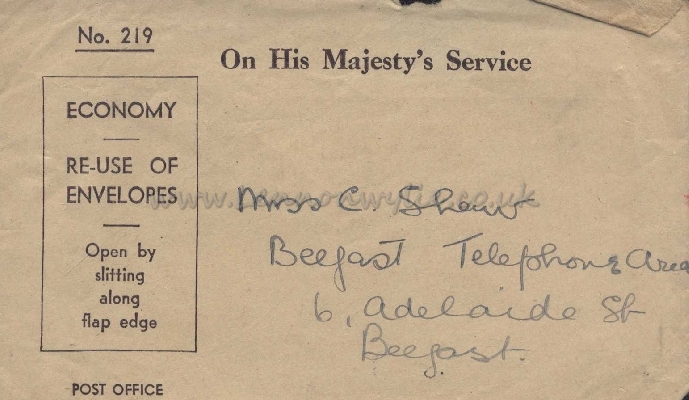 No. 219
On His Majesty's Service
ECONOMY
RE-USE OF
ENVELOPES
Open by
slitting
along
flap edge
POST OFFICE
Miss C. Shaw
Belfast Telephone Area
6, Adelaide St
Belfast.